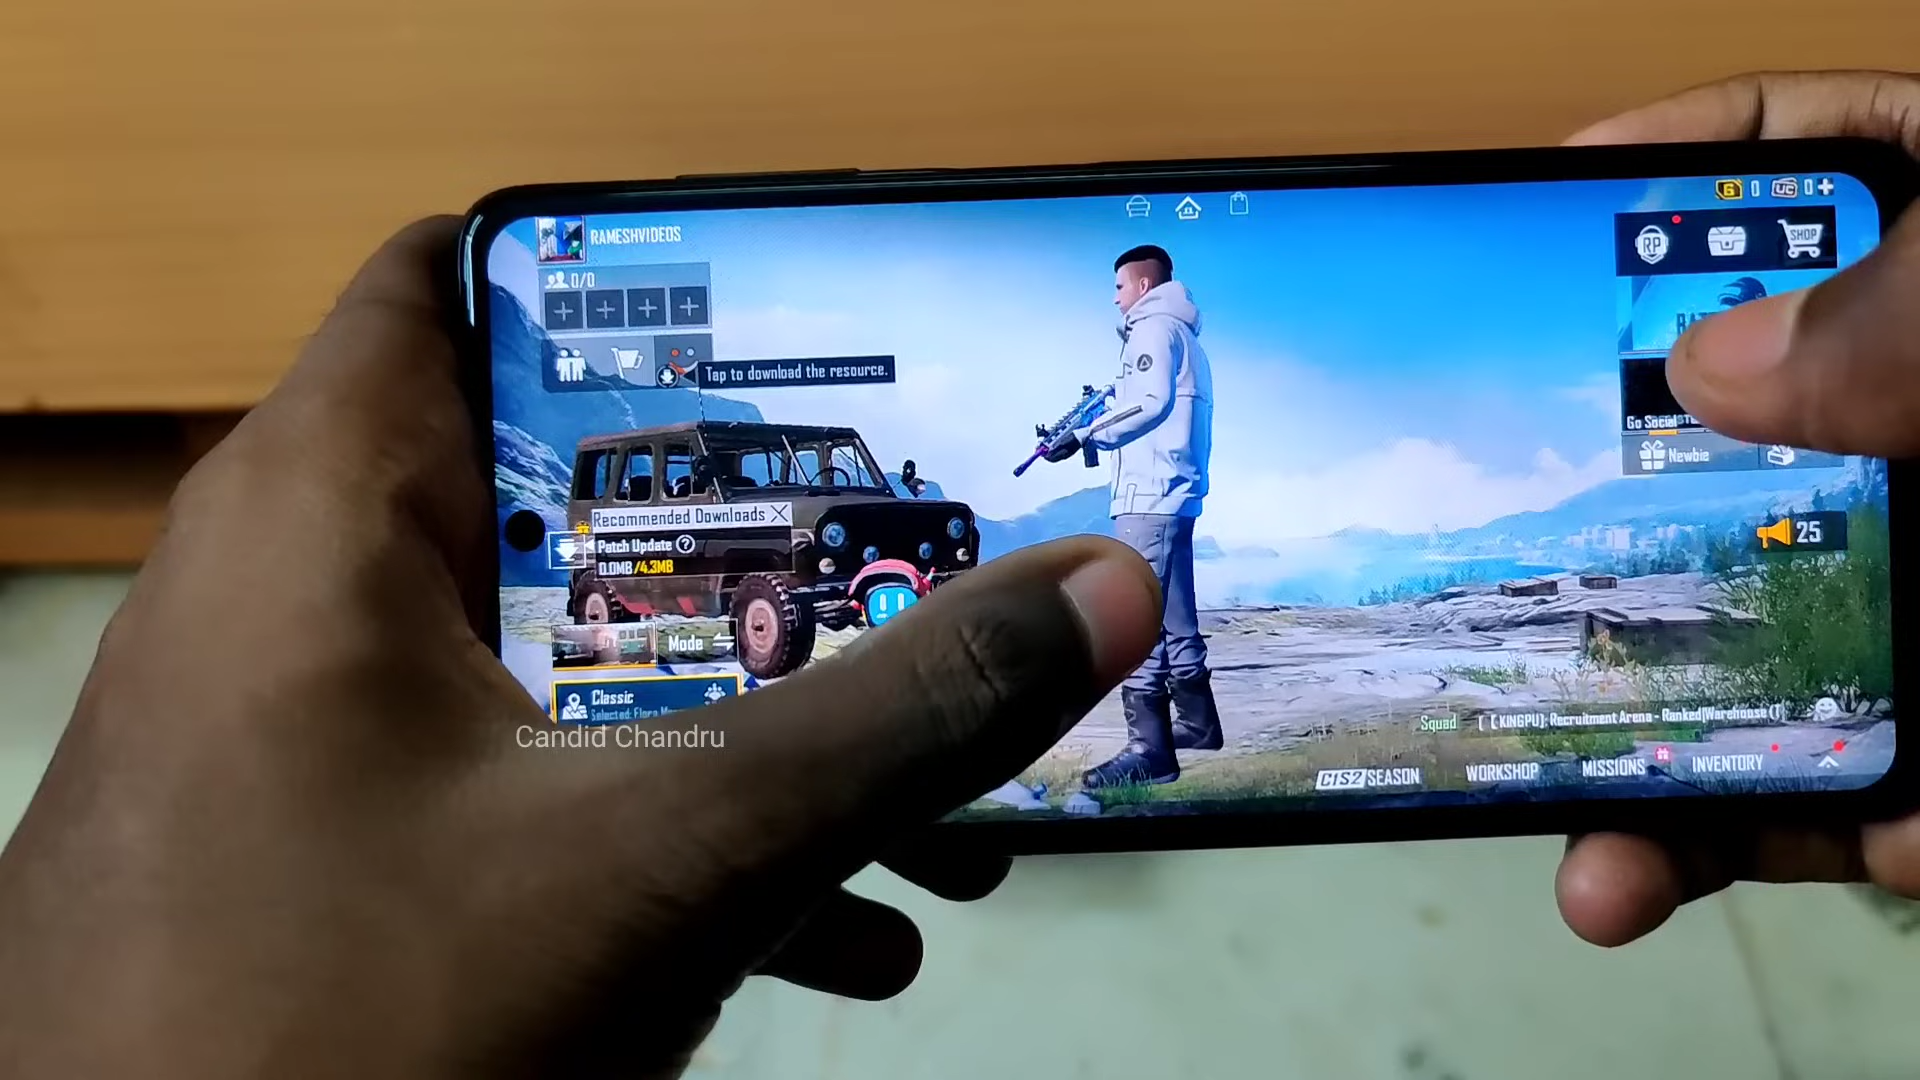 RAMESHVIDEOS
0/0
Tap to download the resource.
Recommended Downloads
Patch Update ?
0.0MB/4.3MB
Mode
Classic
Selected:
Candid Chandru
6 0 UC 0 +
RP
SHOP
Go Social
Newbie
25
Squad [ [KINGPU]: Recruitment Arena - Ranked|Warehouse (T
C1S2 SEASON
WORKSHOP
MISSIONS
INVENTORY